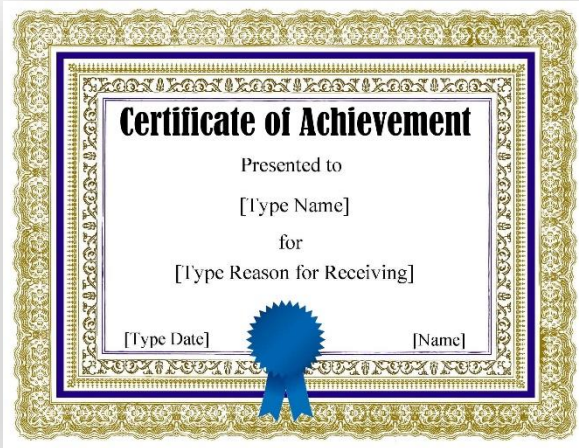 Certificate of Achievement
Presented to
[Type Name]
for
[Type Reason for Receiving]
[Type Date] [Name]